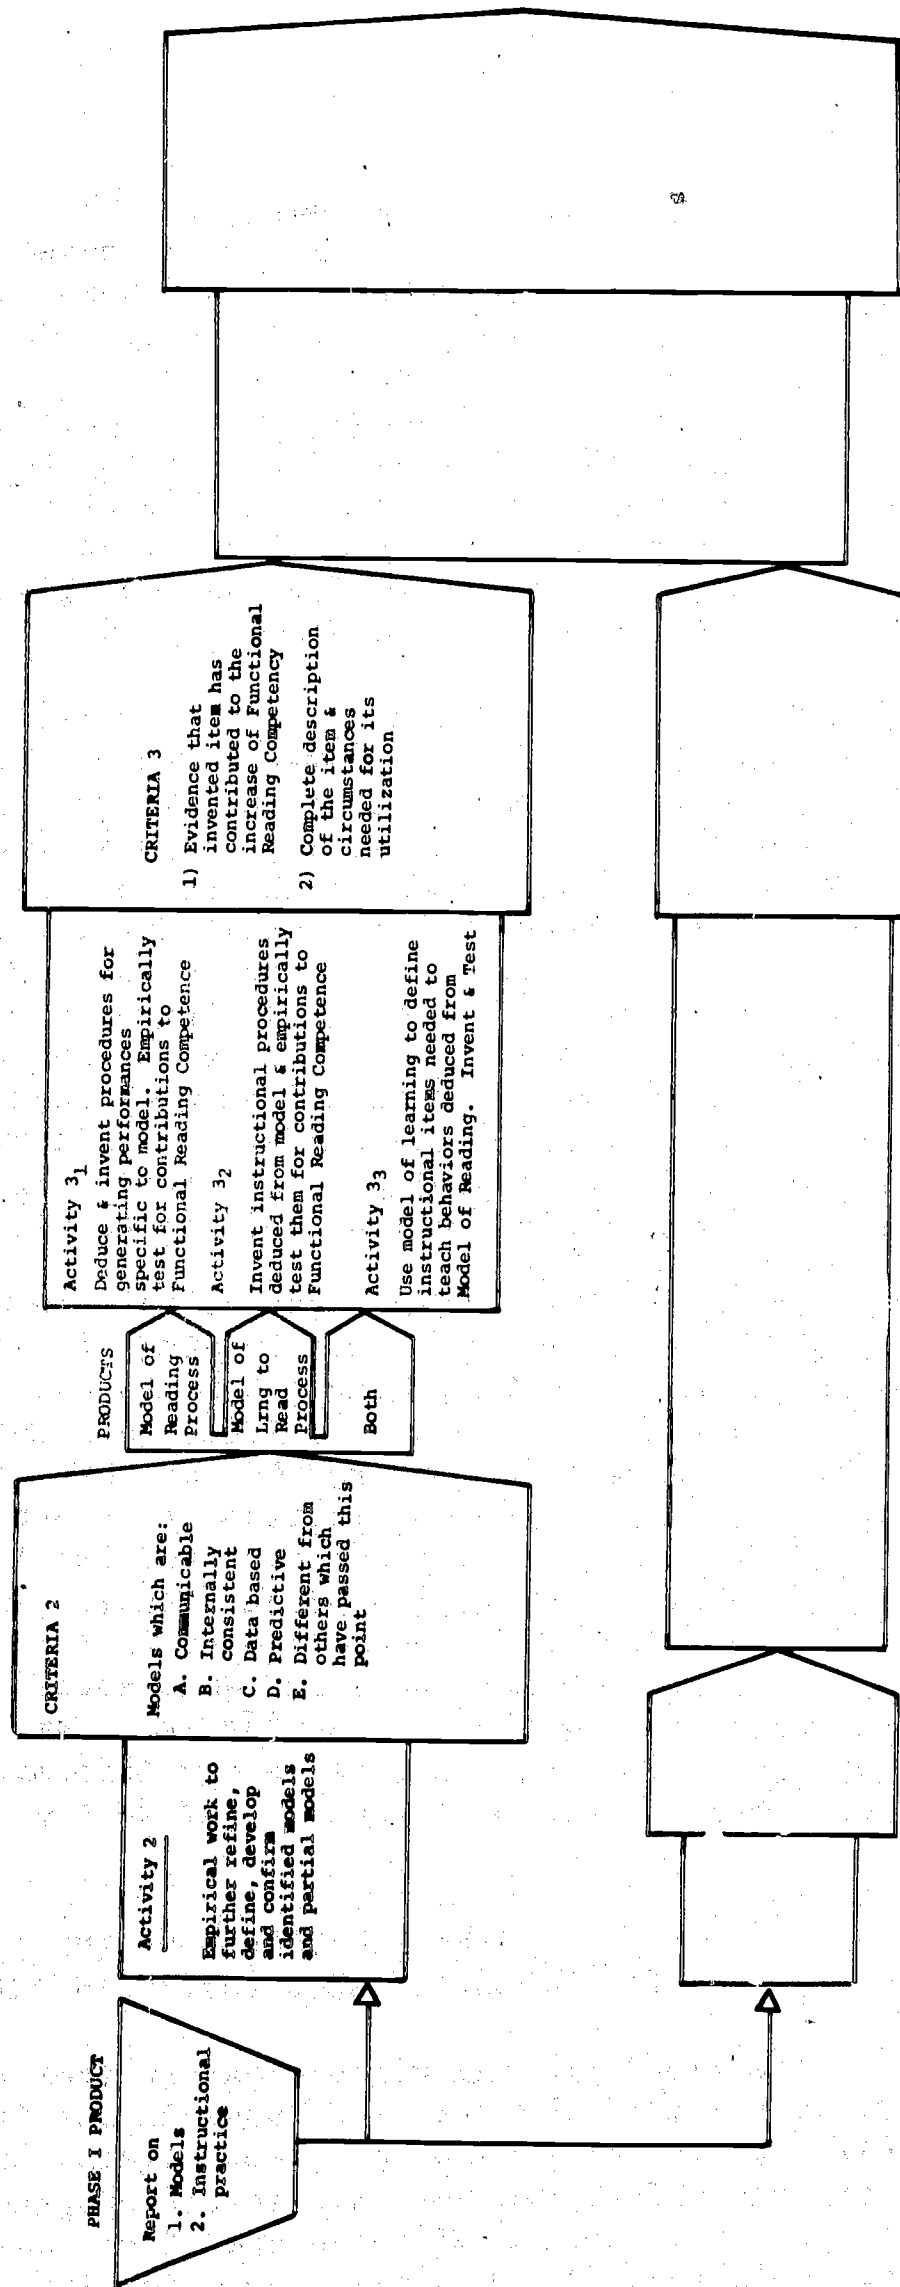 PHASE I PRODUCT
Report on
1. Models
2. Instructional
practice
Activity 2
Empirical work to
further refine,
define, develop
and confirm
identified models
and partial models
CRITERIA 2
Models which are:
A. Communicable
B. Internally
consistent
C. Data based
D. Predictive
E. Different from
others which
have passed this
point
PRODUCTS
Model of
Reading
Process
Model of
Lrng to
Read
Process
Both
Activity 3₁
Deduce & invent procedures for
generating performances
specific to model. Empirically
test for contributions to
Functional Reading Competence
Activity 3₂
Invent instructional procedures
deduced from model & empirically
test them for contributions to
Functional Reading Competence
Activity 3₃
Use model of learning to define
instructional items needed to
teach behaviors deduced from
Model of Reading. Invent & Test
CRITERIA 3
1) Evidence that
invented item has
contributed to the
increase of Functional
Reading Competency
2) Complete description
of the item &
circumstances
needed for its
utilization